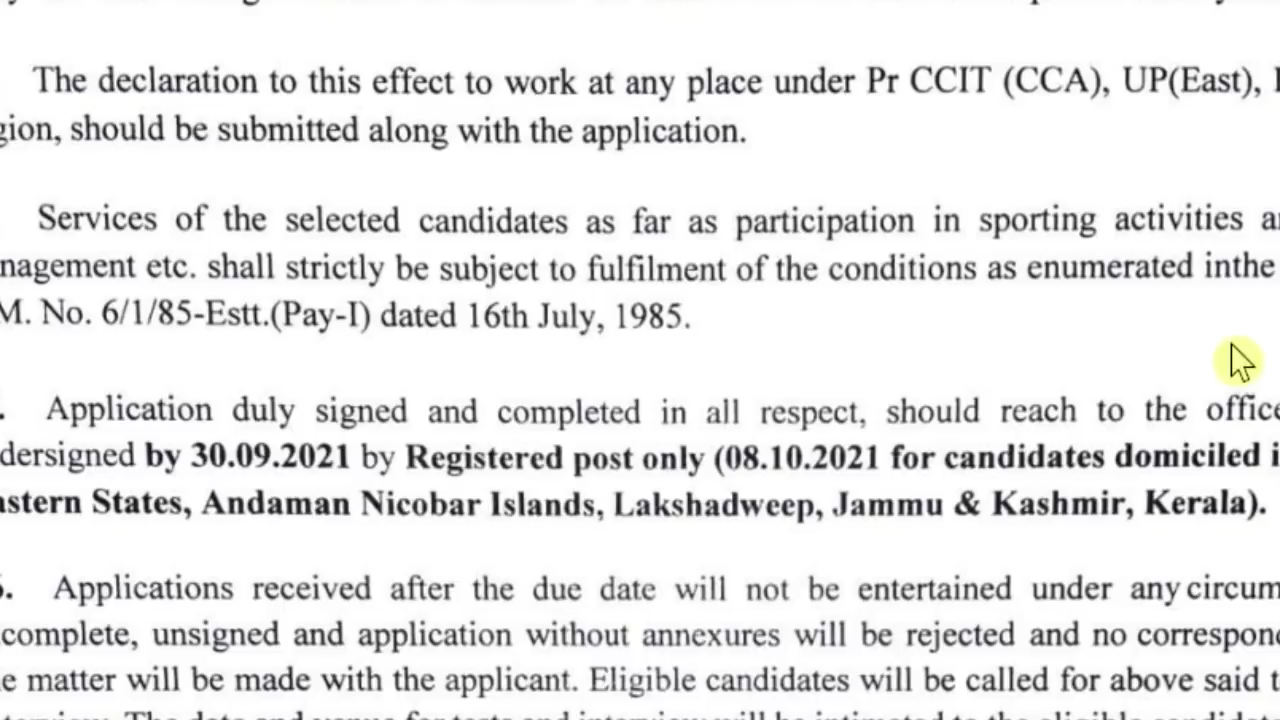 The declaration to this effect to work at any place under Pr CCIT (CCA), UP(East),
gion, should be submitted along with the application.
Services of the selected candidates as far as participation in sporting activities
nagement etc. shall strictly be subject to fulfilment of the conditions as enumerated inthe
M. No. 6/1/85-Estt.(Pay-I) dated 16th July, 1985.
. Application duly signed and completed in all respect, should reach to the office
dersigned by 30.09.2021 by Registered post only (08.10.2021 for candidates domiciled i
astern States, Andaman Nicobar Islands, Lakshadweep, Jammu & Kashmir, Kerala).
. Applications received after the due date will not be entertained under any circum
complete, unsigned and application without annexures will be rejected and no correspond
e matter will be made with the applicant. Eligible candidates will be called for above said t